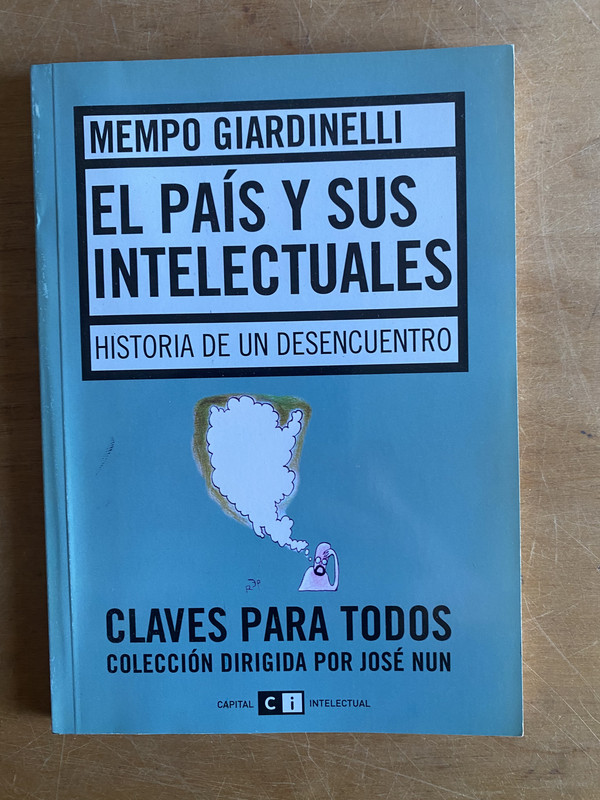 MEMPO GIARDINELLI
EL PAÍS Y SUS
INTELECTUALES
HISTORIA DE UN DESENCUENTRO
CLAVES PARA TODOS
COLECCIÓN DIRIGIDA POR JOSÉ NUN
CAPITAL Ci INTELECTUAL